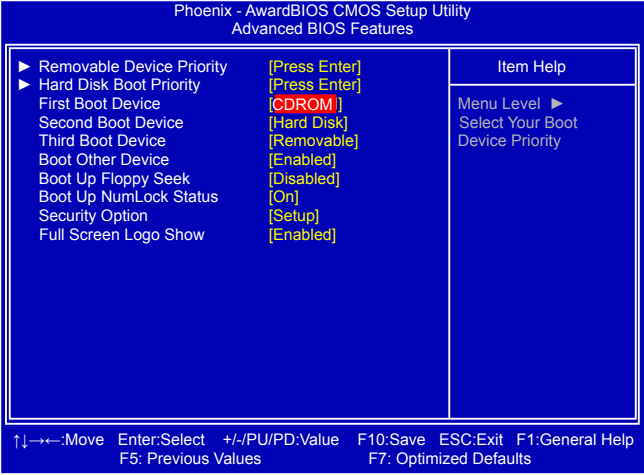 Phoenix - AwardBIOS CMOS Setup Utility
Advanced BIOS Features
► Removable Device Priority [Press Enter]
► Hard Disk Boot Priority [Press Enter]
First Boot Device [CDROM ]
Second Boot Device [Hard Disk]
Third Boot Device [Removable]
Boot Other Device [Enabled]
Boot Up Floppy Seek [Disabled]
Boot Up NumLock Status [On]
Security Option [Setup]
Full Screen Logo Show [Enabled]
Item Help
Menu Level ►
Select Your Boot
Device Priority
↑↓→←:Move Enter:Select +/-/PU/PD:Value F10:Save ESC:Exit F1:General Help
F5: Previous Values F7: Optimized Defaults